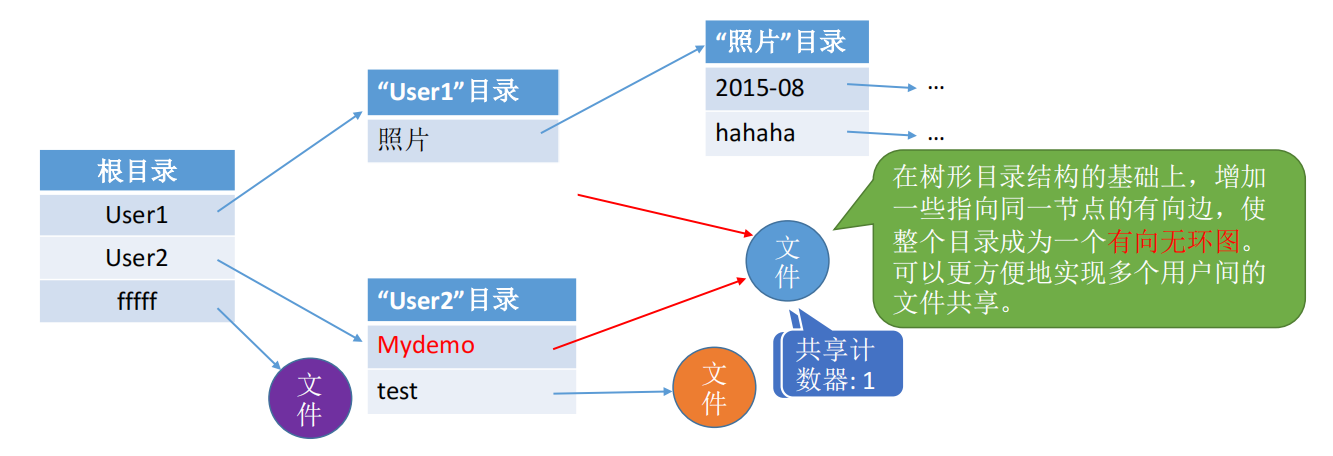 根目录
User1
User2
fffff
“User1”目录
照片
“照片”目录
2015-08
...
hahaha
...
“User2”目录
Mydemo
test
文
件
文
件
文
件
在树形目录结构的基础上，增加
一些指向同一节点的有向边，使
整个目录成为一个有向无环图。
可以更方便地实现多个用户间的
文件共享。
共享计
数器: 1